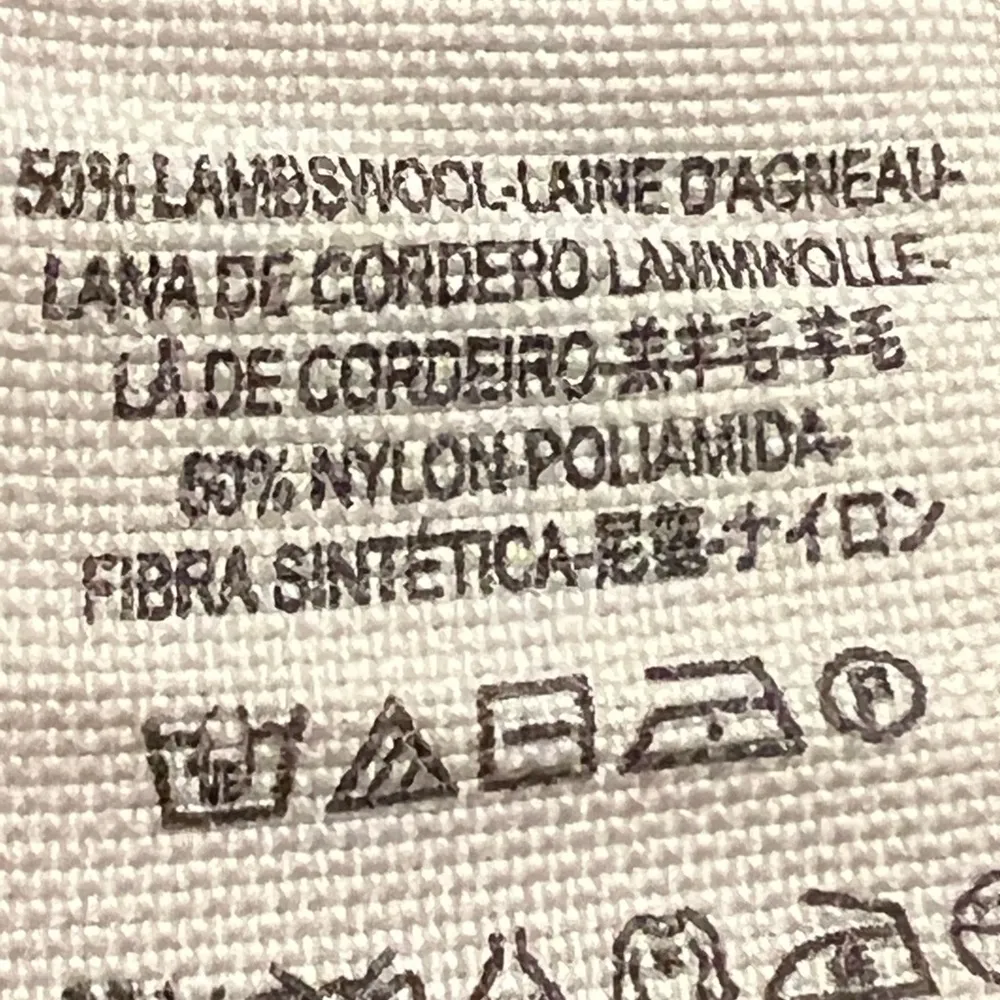 50% LAMBSWOOL-LAINE D'AGNEAU-
LANA DE CORDERO-LAMMWOLLE-
LÃ DE CORDEIRO-羔羊毛-羊毛
50% NYLON-POLIAMIDA-
FIBRA SINTÉTICA-尼龍-ナイロン